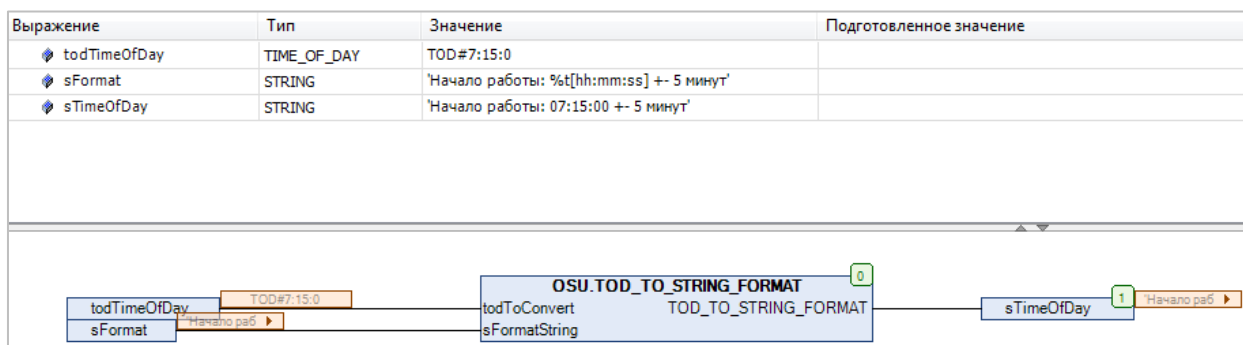 Выражение Тип Значение Подготовленное значение
todTimeOfDay TIME_OF_DAY TOD#7:15:0
sFormat STRING 'Начало работы: %t[hh:mm:ss] +- 5 минут'
sTimeOfDay STRING 'Начало работы: 07:15:00 +- 5 минут'
0
OSU.TOD_TO_STRING_FORMAT
todTimeOfDay TOD#7:15:0 todToConvert TOD_TO_STRING_FORMAT sTimeOfDay 1 'Начало раб
sFormat 'Начало раб sFormatString